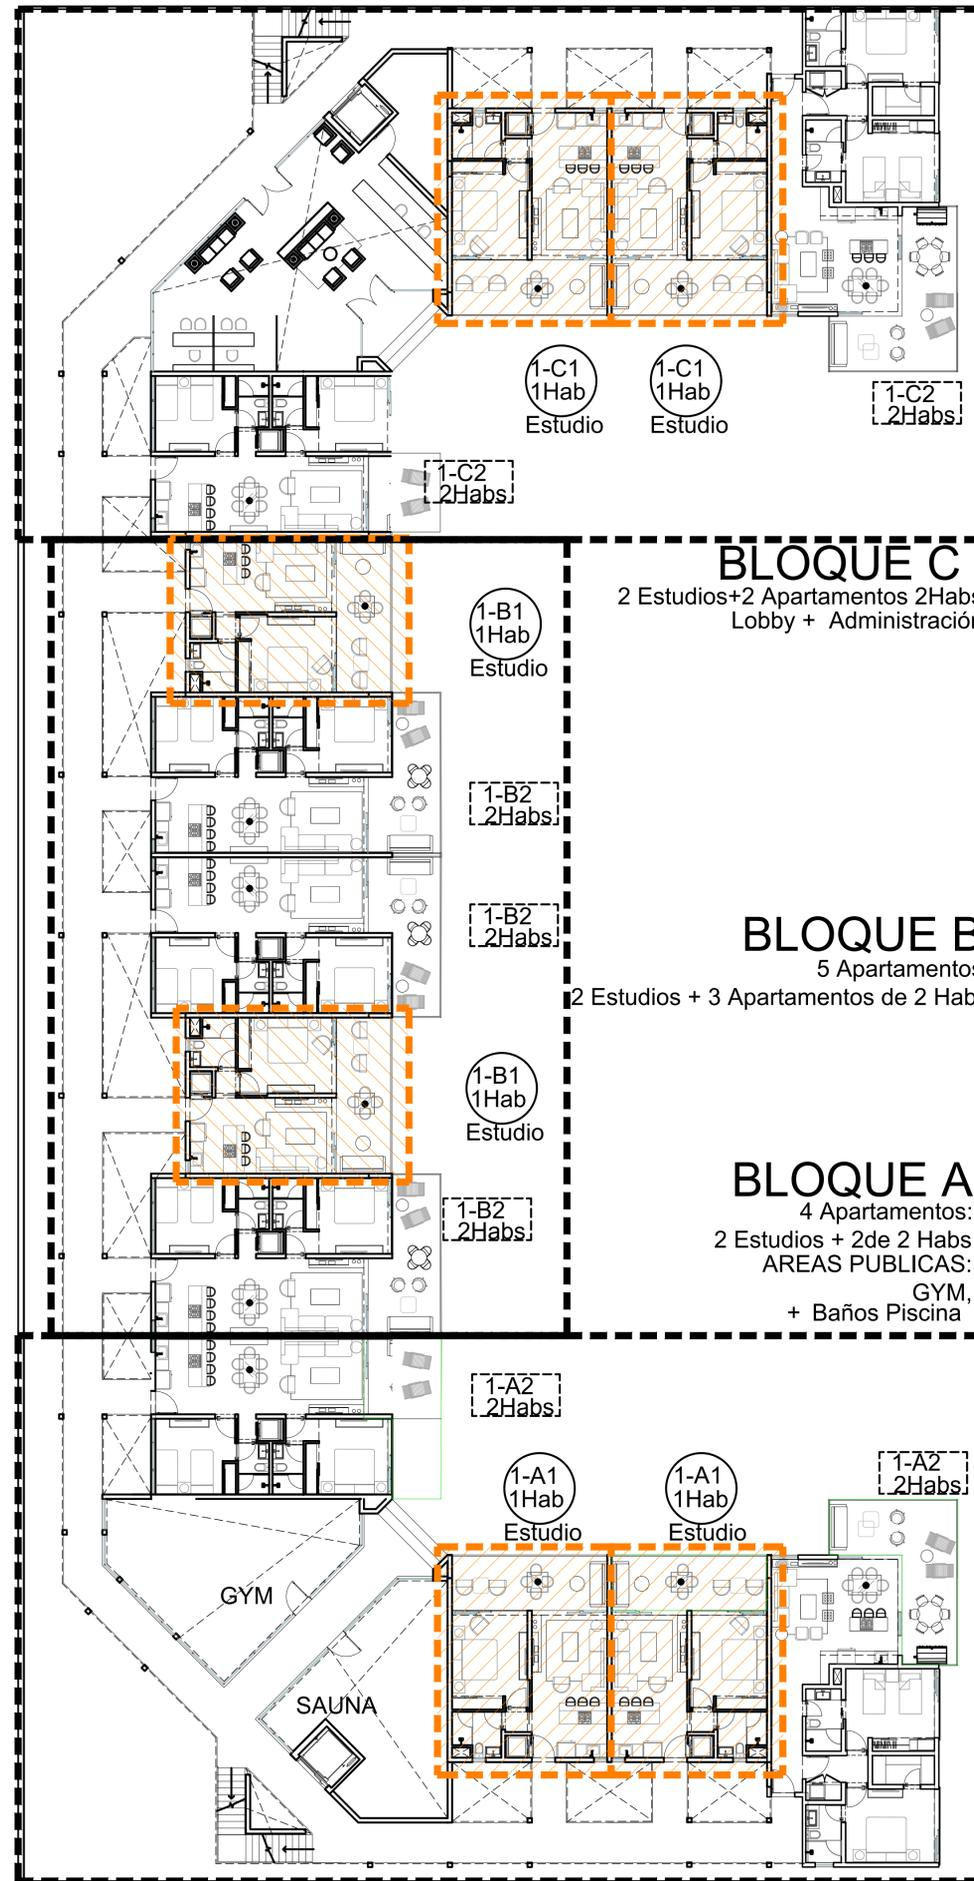 1-C1
1Hab
Estudio
1-C1
1Hab
Estudio
1-C2
2Habs
1-C2
2Habs
BLOQUE C
2 Estudios+2 Apartamentos 2Habs
Lobby + Administración
1-B1
1Hab
Estudio
1-B2
2Habs
1-B2
2Habs
BLOQUE B
5 Apartamentos
2 Estudios + 3 Apartamentos de 2 Hab
1-B1
1Hab
Estudio
1-B2
2Habs
BLOQUE A
4 Apartamentos:
2 Estudios + 2de 2 Habs
AREAS PUBLICAS:
GYM,
+ Baños Piscina
1-A2
2Habs
1-A1
1Hab
Estudio
1-A1
1Hab
Estudio
1-A2
2Habs
GYM
SAUNA